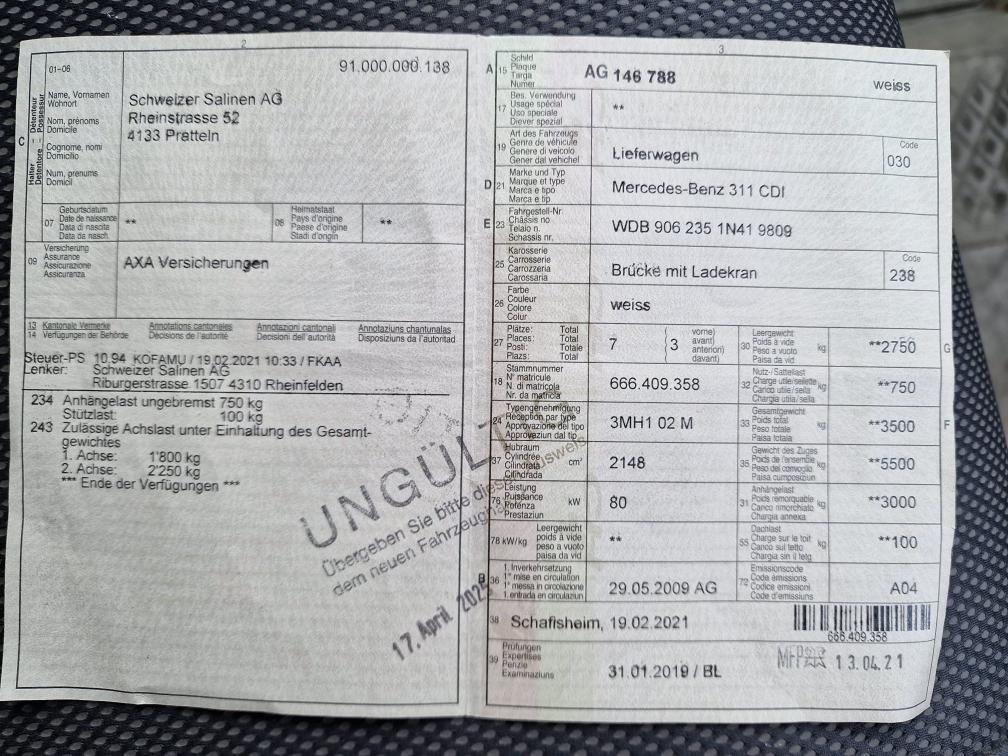 2
01-06
91.000.000.138
C
Halter Détenteur
Detentore Possessur
Name, Vornamen
Wohnort
Nom, prénoms
Domicile
Cognome, nomi
Domicilio
Num, prenums
Domicil
Schweizer Salinen AG
Rheinstrasse 52
4133 Pratteln
07
Geburtsdatum
Date de naissance
Data di nascita
Data da nasch.
**
08
Heimatstaat
Pays d'origine
Paese d'origine
Stadi d'origin
**
09
Versicherung
Assurance
Assicurazione
Assicuranza
AXA Versicherungen
13 Kantonale Vermerke Annotations cantonales Annotazioni cantonali Annotaziuns chantunalas
14 Verfügungen der Behörde Décisions de l'autorité Decisioni dell'autorità Disposiziuns da l'autoritad
Steuer-PS 10.94 KOFAMU / 19.02.2021 10:33 / FKAA
Lenker: Schweizer Salinen AG
Riburgerstrasse 1507 4310 Rheinfelden
234 Anhängelast ungebremst 750 kg
Stützlast: 100 kg
243 Zulässige Achslast unter Einhaltung des Gesamt-
gewichtes
1. Achse: 1'800 kg
2. Achse: 2'250 kg
*** Ende der Verfügungen ***
UNGÜLT
Übergeben Sie bitte diese ausweis
dem neuen Fahrzeugha
17. April 2025
3
A 15
Schild
Plaque
Targa
Numer
AG 146 788 weiss
17
Bes. Verwendung
Usage spécial
Uso speciale
Diever spezial
**
19
Art des Fahrzeugs
Genre de véhicule
Genere di veicolo
Gener dal vehichel
Lieferwagen
Code
030
D 21
Marke und Typ
Marque et type
Marca e tipo
Marca e tip
Mercedes-Benz 311 CDI
E 23
Fahrgestell-Nr.
Châssis no
Telaio n.
Schassis nr.
WDB 906 235 1N41 9809
25
Karosserie
Carrosserie
Carrozzeria
Carossaria
Brücke mit Ladekran
Code
238
26
Farbe
Couleur
Colore
Colur
weiss
27
Plätze: Total
Places: Total
Posti: Totale
Plazs: Total
7
( 3
vorne)
avant)
anteriori)
davant)
30
Leergewicht
Poids à vide
Peso a vuoto
Paisa da vid
kg
**2750
G
18
Stammnummer
N° matricule
N. di matricola
Nr. da matricla
666.409.358
32
Nutz-/Sattellast
Charge utile/sellette
Carico utile/sella
Chargia utila/sella
kg
**750
24
Typengenehmigung
Réception par type
Approvazione del tipo
Approvaziun dal tip
3MH1 02 M
33
Gesamtgewicht
Poids total
Peso totale
Paisa totala
kg
**3500
F
37
Hubraum
Cylindrée
Cilindrata
Cilindrada
cm³
2148
35
Gewicht des Zuges
Poids de l'ensemble
Peso del convoglio
Paisa cumposiziun
kg
**5500
76
Leistung
Puissance
Potenza
Prestaziun
kW
80
31
Anhängelast
Poids remorquable
Carico rimorchiato
Chargia annexa
kg
**3000
78 kW/kg
Leergewicht
poids à vide
peso a vuoto
paisa da vid
**
55
Dachlast
Charge sur le toit
Carico sul tetto
Chargia sin il tetg
kg
**100
B 36
1. Inverkehrsetzung
1re mise en circulation
1a messa in circolazione
1. entrada en circulaziun
29.05.2009 AG
72
Emissionscode
Code émissions
Codice emissioni
Code d'emissiuns
A04
38
Schafisheim, 19.02.2021
666.409.358
39
Prüfungen
Expertises
Perizie
Examinaziuns
31.01.2019 / BL
MFP 13.04.21